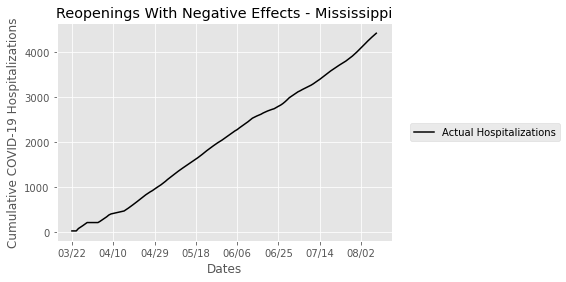 Reopenings With Negative Effects - Mississippi
Cumulative COVID-19 Hospitalizations
4000
3000
2000
1000
0
03/22 04/10 04/29 05/18 06/06 06/25 07/14 08/02
Dates
Actual Hospitalizations